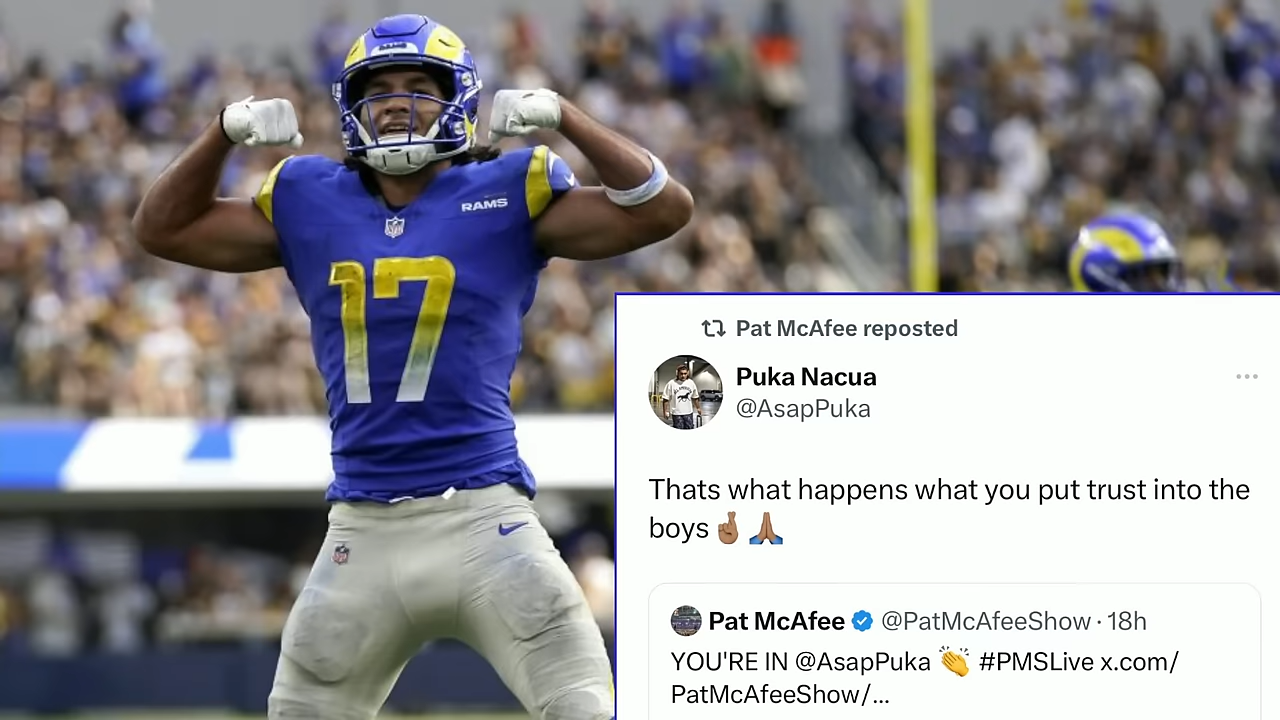 RAMS
17
Pat McAfee reposted
Puka Nacua
@AsapPuka
Thats what happens what you put trust into the
boys🤞🏽🙏🏽
Pat McAfee @PatMcAfeeShow · 18h
YOU'RE IN @AsapPuka 👏 #PMSLive x.com/
PatMcAfeeShow/...